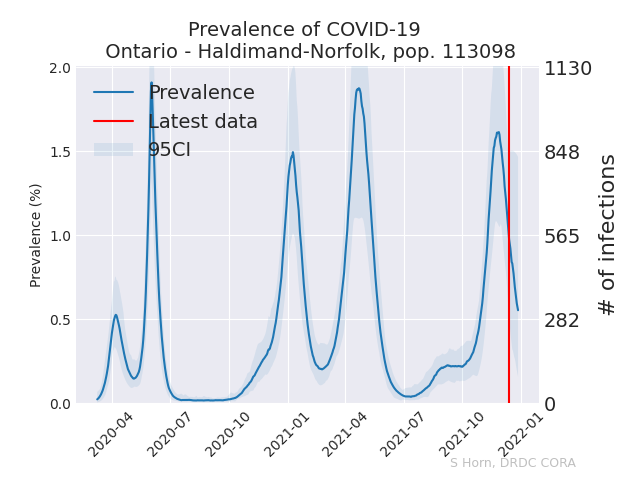 Prevalence of COVID-19
Ontario - Haldimand-Norfolk, pop. 113098
Prevalence
Latest data
95CI
Prevalence (%)
2.0
1.5
1.0
0.5
0.0
1130
848
565
282
0
# of infections
2020-04
2020-07
2020-10
2021-01
2021-04
2021-07
2021-10
2022-01
S Horn, DRDC CORA